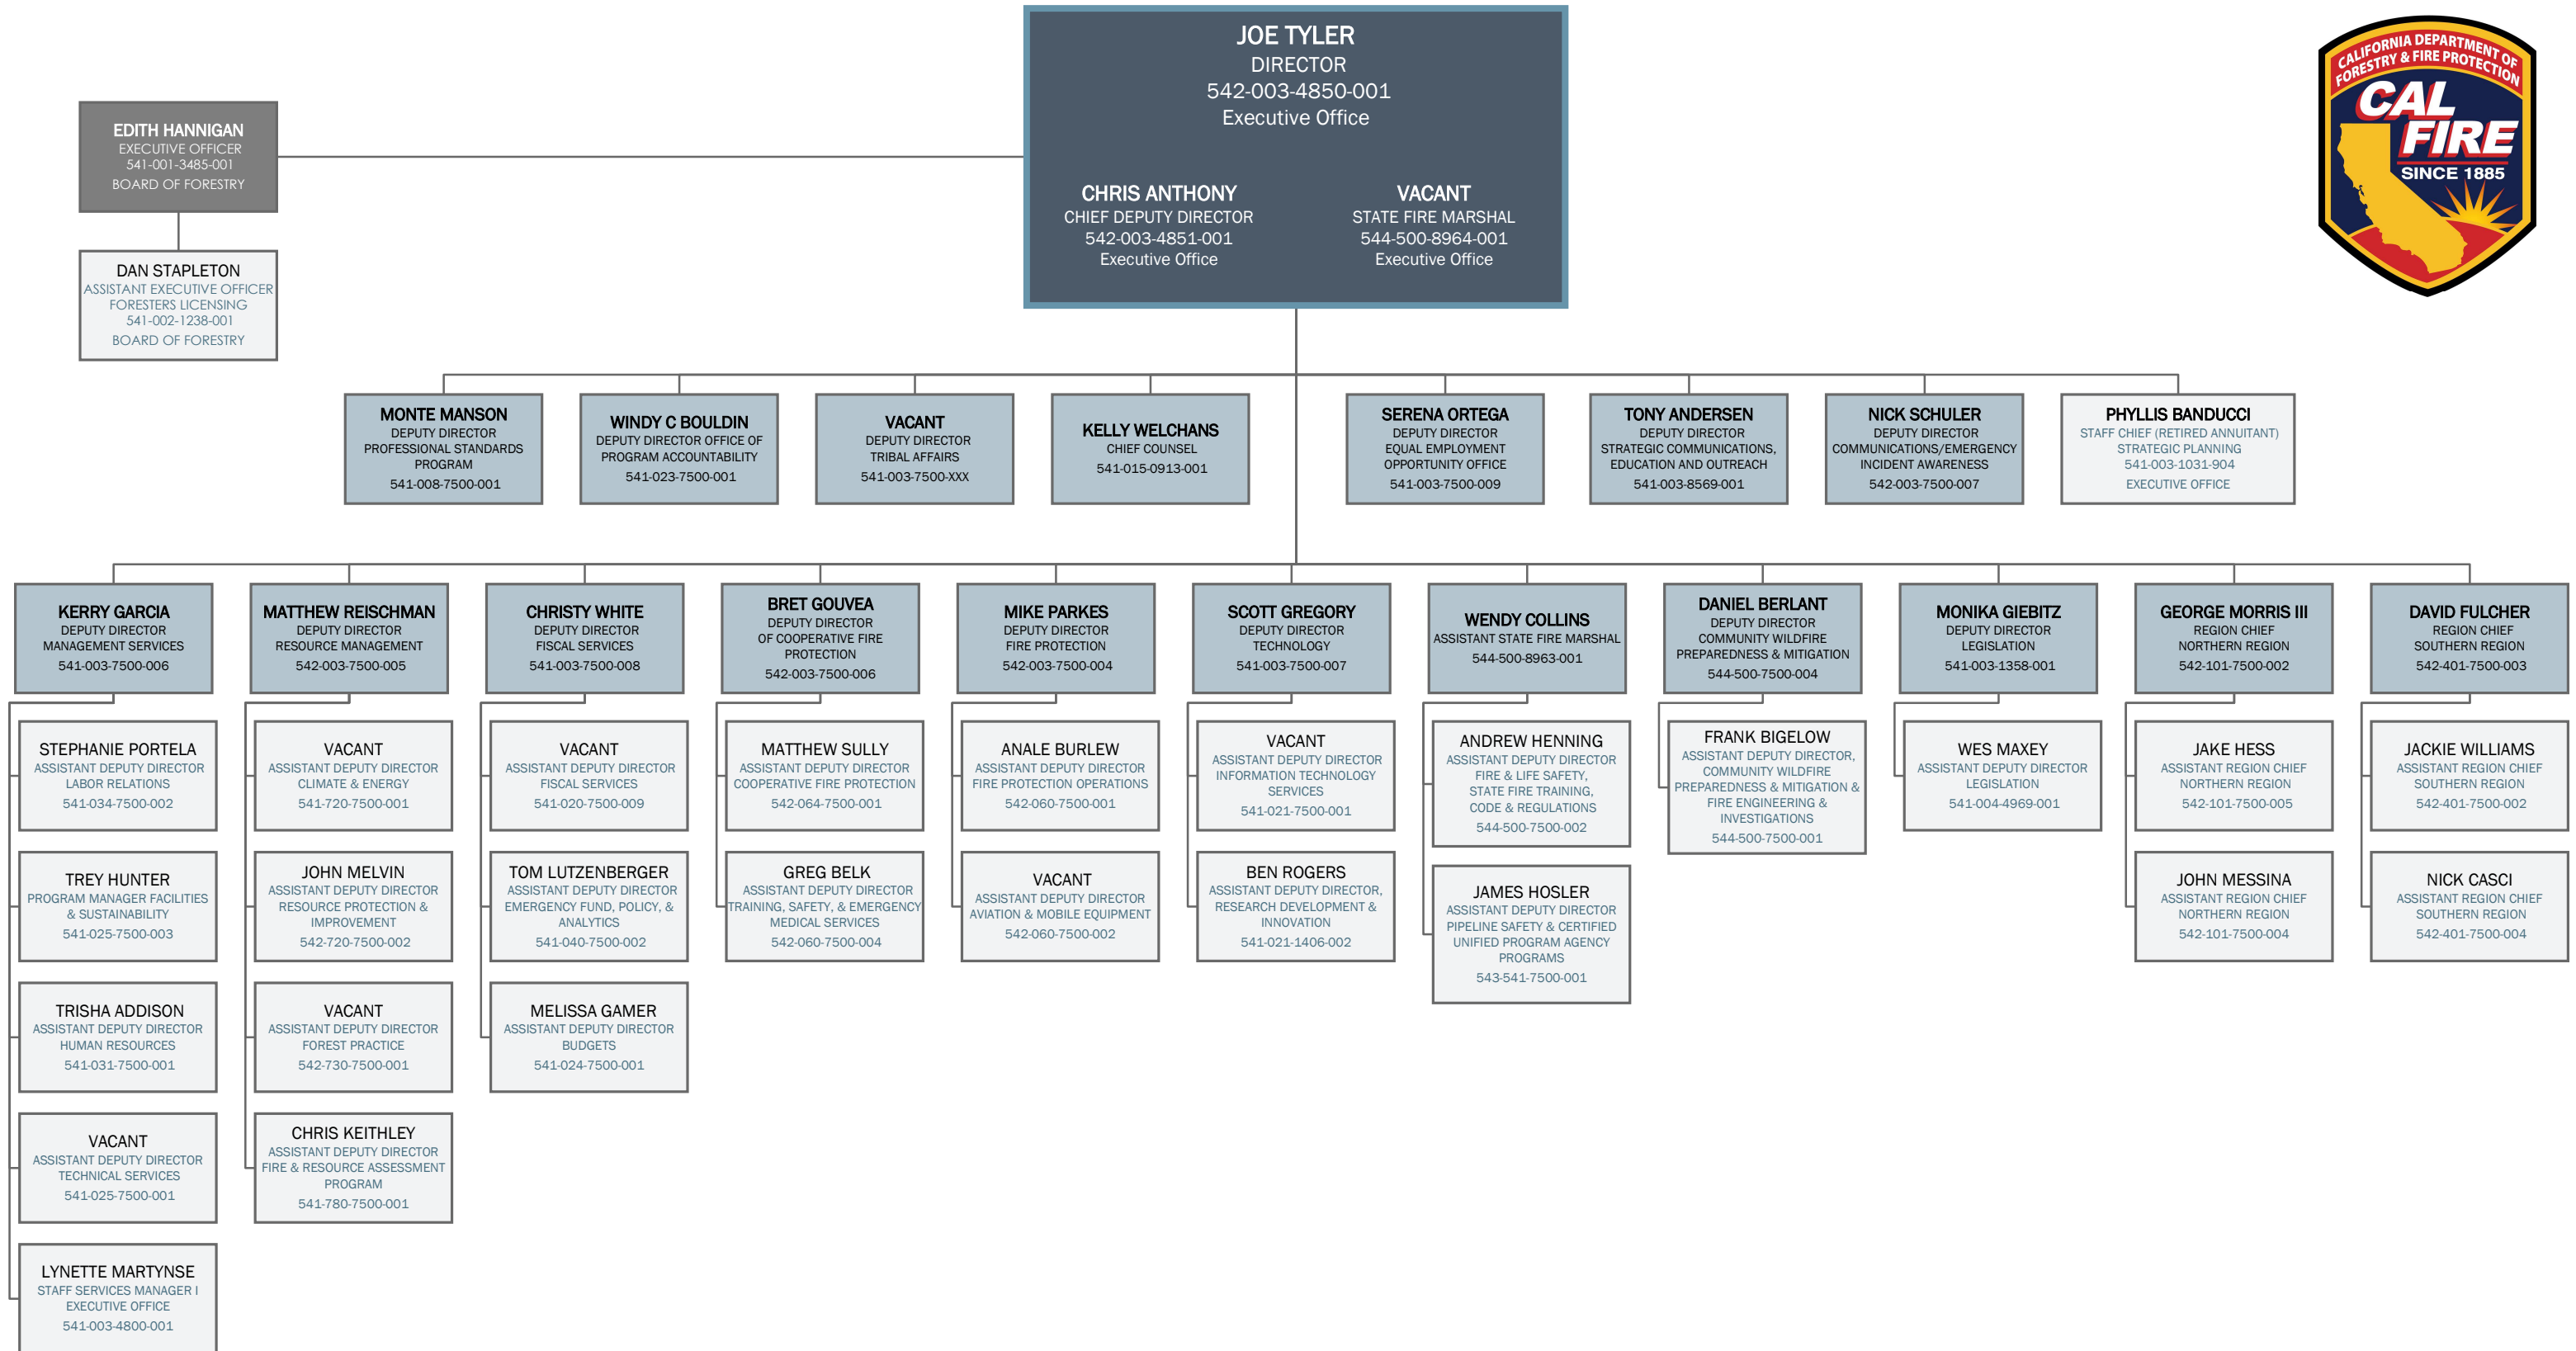 JOE TYLER
DIRECTOR
542-003-4850-001
Executive Office
CHRIS ANTHONY
CHIEF DEPUTY DIRECTOR
542-003-4851-001
Executive Office
VACANT
STATE FIRE MARSHAL
544-500-8964-001
Executive Office
CALIFORNIA DEPARTMENT OF
FORESTRY & FIRE PROTECTION
CAL
FIRE
SINCE 1885
EDITH HANNIGAN
EXECUTIVE OFFICER
541-001-3485-001
BOARD OF FORESTRY
DAN STAPLETON
ASSISTANT EXECUTIVE OFFICER
FORESTERS LICENSING
541-002-1238-001
BOARD OF FORESTRY
MONTE MANSON
DEPUTY DIRECTOR
PROFESSIONAL STANDARDS
PROGRAM
541-008-7500-001
WINDY C BOULDIN
DEPUTY DIRECTOR OFFICE OF
PROGRAM ACCOUNTABILITY
541-023-7500-001
VACANT
DEPUTY DIRECTOR
TRIBAL AFFAIRS
541-003-7500-XXX
KELLY WELCHANS
CHIEF COUNSEL
541-015-0913-001
SERENA ORTEGA
DEPUTY DIRECTOR
EQUAL EMPLOYMENT
OPPORTUNITY OFFICE
541-003-7500-009
TONY ANDERSEN
DEPUTY DIRECTOR
STRATEGIC COMMUNICATIONS,
EDUCATION AND OUTREACH
541-003-8569-001
NICK SCHULER
DEPUTY DIRECTOR
COMMUNICATIONS/EMERGENCY
INCIDENT AWARENESS
542-003-7500-007
PHYLLIS BANDUCCI
STAFF CHIEF (RETIRED ANNUITANT)
STRATEGIC PLANNING
541-003-1031-904
EXECUTIVE OFFICE
KERRY GARCIA
DEPUTY DIRECTOR
MANAGEMENT SERVICES
541-003-7500-006
STEPHANIE PORTELA
ASSISTANT DEPUTY DIRECTOR
LABOR RELATIONS
541-034-7500-002
TREY HUNTER
PROGRAM MANAGER FACILITIES
& SUSTAINABILITY
541-025-7500-003
TRISHA ADDISON
ASSISTANT DEPUTY DIRECTOR
HUMAN RESOURCES
541-031-7500-001
VACANT
ASSISTANT DEPUTY DIRECTOR
TECHNICAL SERVICES
541-025-7500-001
LYNETTE MARTYNSE
STAFF SERVICES MANAGER I
EXECUTIVE OFFICE
541-003-4800-001
MATTHEW REISCHMAN
DEPUTY DIRECTOR
RESOURCE MANAGEMENT
542-003-7500-005
VACANT
ASSISTANT DEPUTY DIRECTOR
CLIMATE & ENERGY
541-720-7500-001
JOHN MELVIN
ASSISTANT DEPUTY DIRECTOR
RESOURCE PROTECTION &
IMPROVEMENT
542-720-7500-002
VACANT
ASSISTANT DEPUTY DIRECTOR
FOREST PRACTICE
542-730-7500-001
CHRIS KEITHLEY
ASSISTANT DEPUTY DIRECTOR
FIRE & RESOURCE ASSESSMENT
PROGRAM
541-780-7500-001
CHRISTY WHITE
DEPUTY DIRECTOR
FISCAL SERVICES
541-003-7500-008
VACANT
ASSISTANT DEPUTY DIRECTOR
FISCAL SERVICES
541-020-7500-009
TOM LUTZENBERGER
ASSISTANT DEPUTY DIRECTOR
EMERGENCY FUND, POLICY, &
ANALYTICS
541-040-7500-002
MELISSA GAMER
ASSISTANT DEPUTY DIRECTOR
BUDGETS
541-024-7500-001
BRET GOUVEA
DEPUTY DIRECTOR
OF COOPERATIVE FIRE
PROTECTION
542-003-7500-006
MATTHEW SULLY
ASSISTANT DEPUTY DIRECTOR
COOPERATIVE FIRE PROTECTION
542-064-7500-001
GREG BELK
ASSISTANT DEPUTY DIRECTOR
TRAINING, SAFETY, & EMERGENCY
MEDICAL SERVICES
542-060-7500-004
MIKE PARKES
DEPUTY DIRECTOR
FIRE PROTECTION
542-003-7500-004
ANALE BURLEW
ASSISTANT DEPUTY DIRECTOR
FIRE PROTECTION OPERATIONS
542-060-7500-001
VACANT
ASSISTANT DEPUTY DIRECTOR
AVIATION & MOBILE EQUIPMENT
542-060-7500-002
SCOTT GREGORY
DEPUTY DIRECTOR
TECHNOLOGY
541-003-7500-007
VACANT
ASSISTANT DEPUTY DIRECTOR
INFORMATION TECHNOLOGY
SERVICES
541-021-7500-001
BEN ROGERS
ASSISTANT DEPUTY DIRECTOR,
RESEARCH DEVELOPMENT &
INNOVATION
541-021-1406-002
WENDY COLLINS
ASSISTANT STATE FIRE MARSHAL
544-500-8963-001
ANDREW HENNING
ASSISTANT DEPUTY DIRECTOR
FIRE & LIFE SAFETY,
STATE FIRE TRAINING,
CODE & REGULATIONS
544-500-7500-002
JAMES HOSLER
ASSISTANT DEPUTY DIRECTOR
PIPELINE SAFETY & CERTIFIED
UNIFIED PROGRAM AGENCY
PROGRAMS
543-541-7500-001
DANIEL BERLANT
DEPUTY DIRECTOR
COMMUNITY WILDFIRE
PREPAREDNESS & MITIGATION
544-500-7500-004
FRANK BIGELOW
ASSISTANT DEPUTY DIRECTOR,
COMMUNITY WILDFIRE
PREPAREDNESS & MITIGATION &
FIRE ENGINEERING &
INVESTIGATIONS
544-500-7500-001
MONIKA GIEBITZ
DEPUTY DIRECTOR
LEGISLATION
541-003-1358-001
WES MAXEY
ASSISTANT DEPUTY DIRECTOR
LEGISLATION
541-004-4969-001
GEORGE MORRIS III
REGION CHIEF
NORTHERN REGION
542-101-7500-002
JAKE HESS
ASSISTANT REGION CHIEF
NORTHERN REGION
542-101-7500-005
JOHN MESSINA
ASSISTANT REGION CHIEF
NORTHERN REGION
542-101-7500-004
DAVID FULCHER
REGION CHIEF
SOUTHERN REGION
542-401-7500-003
JACKIE WILLIAMS
ASSISTANT REGION CHIEF
SOUTHERN REGION
542-401-7500-002
NICK CASCI
ASSISTANT REGION CHIEF
SOUTHERN REGION
542-401-7500-004